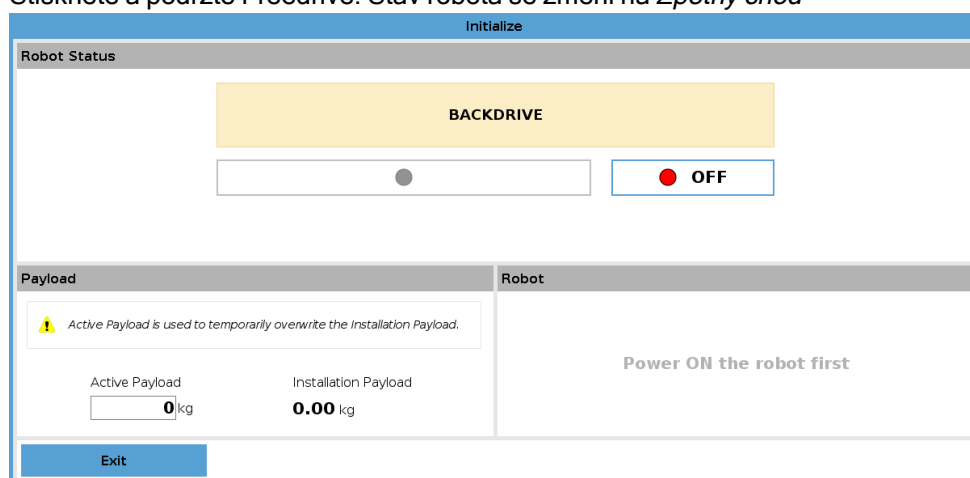 Stiskněte a podržte Freedrive. Stav robota se změní na Zpětný chod
Initialize
Robot Status
BACKDRIVE
OFF
Payload
Robot
Active Payload is used to temporarily overwrite the Installation Payload.
Power ON the robot first
Active Payload
Installation Payload
0 kg
0.00 kg
Exit